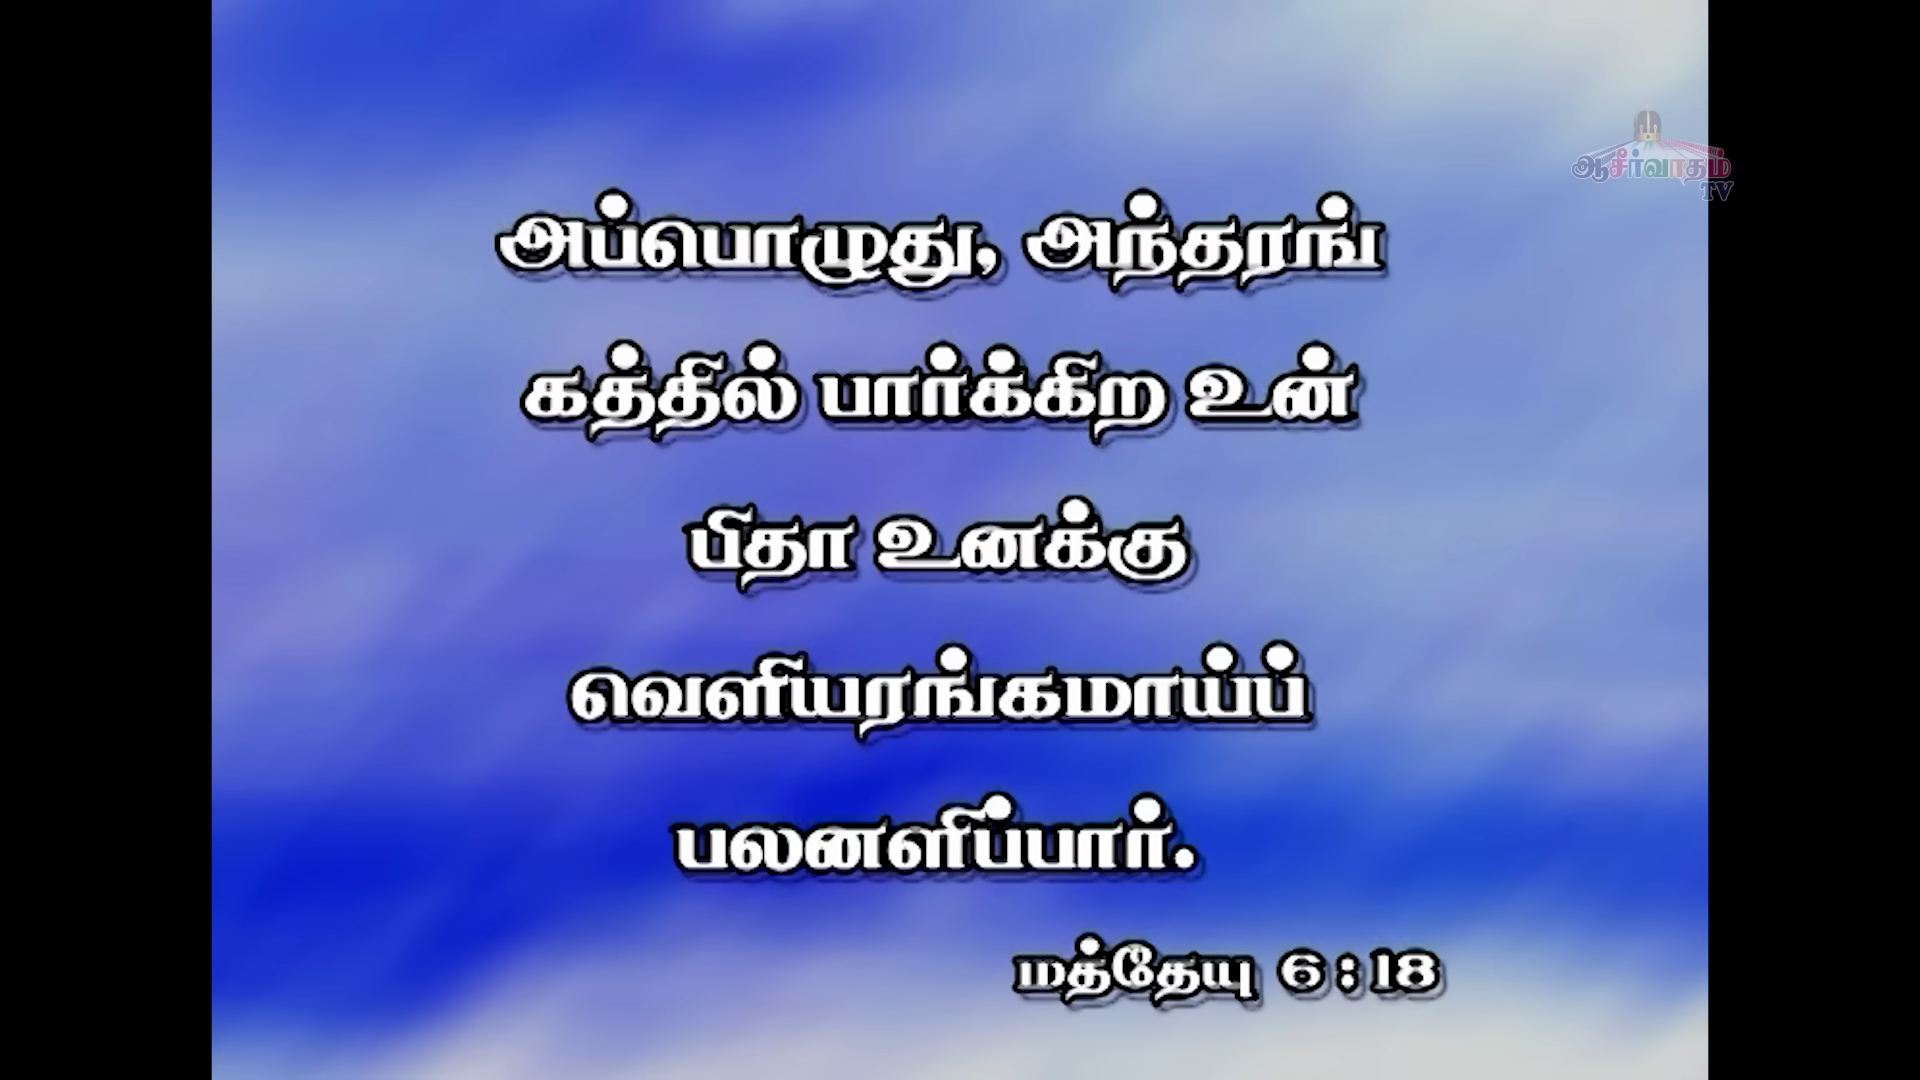 ஆசீர்வாதம்
TV
அப்பொழுது, அந்தரங்
கத்தில் பார்க்கிற உன்
பிதா உனக்கு
வெளியரங்கமாய்ப்
பலனளிப்பார்.
மத்தேயு 6 : 18